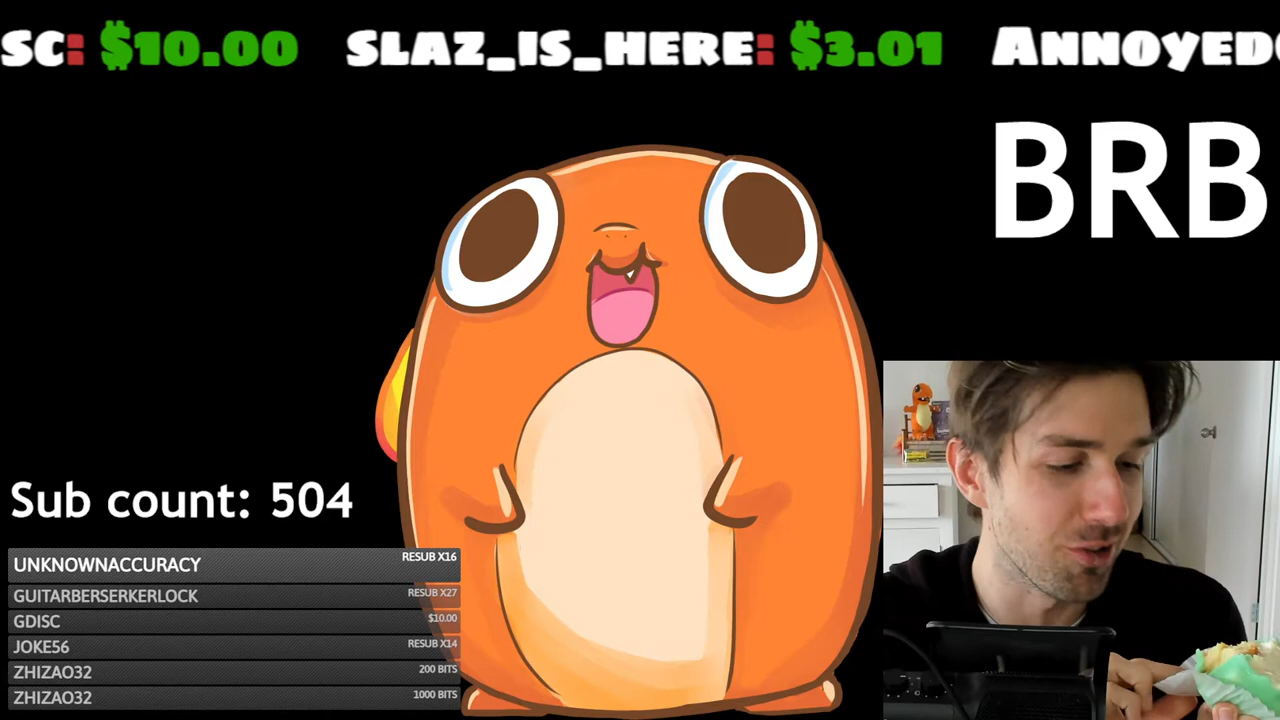 SC: $10.00 SLAZ_IS_HERE: $3.01 ANNOYED
BRB
Sub count: 504
UNKNOWNACCURACY RESUB X16
GUITARBERSERKERLOCK RESUB X27
GDISC $10.00
JOKE56 RESUB X14
ZHIZAO32 200 BITS
ZHIZAO32 1000 BITS